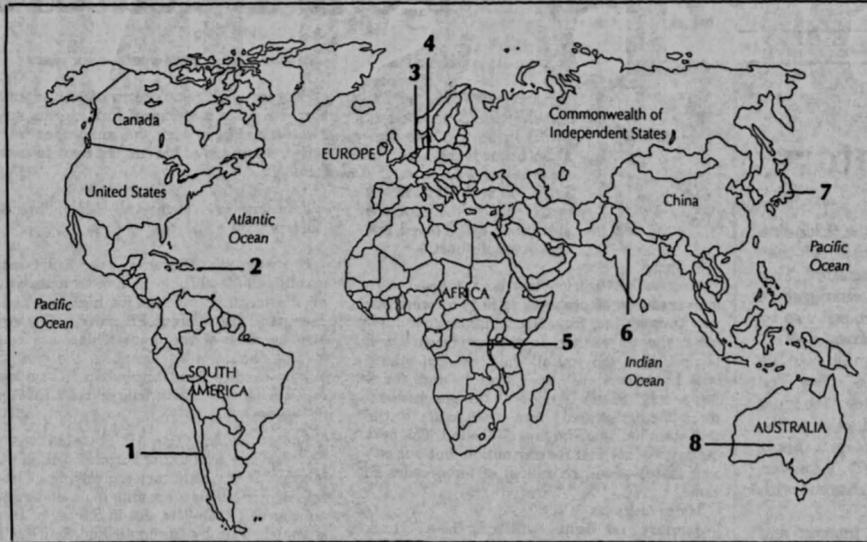 4
3
Canada
Commonwealth of
Independent States
EUROPE
7
United States
China
Atlantic
Ocean
Pacific
Ocean
2
AFRICA
Pacific
Ocean
6
5
Indian
Ocean
SOUTH
AMERICA
AUSTRALIA
1
8